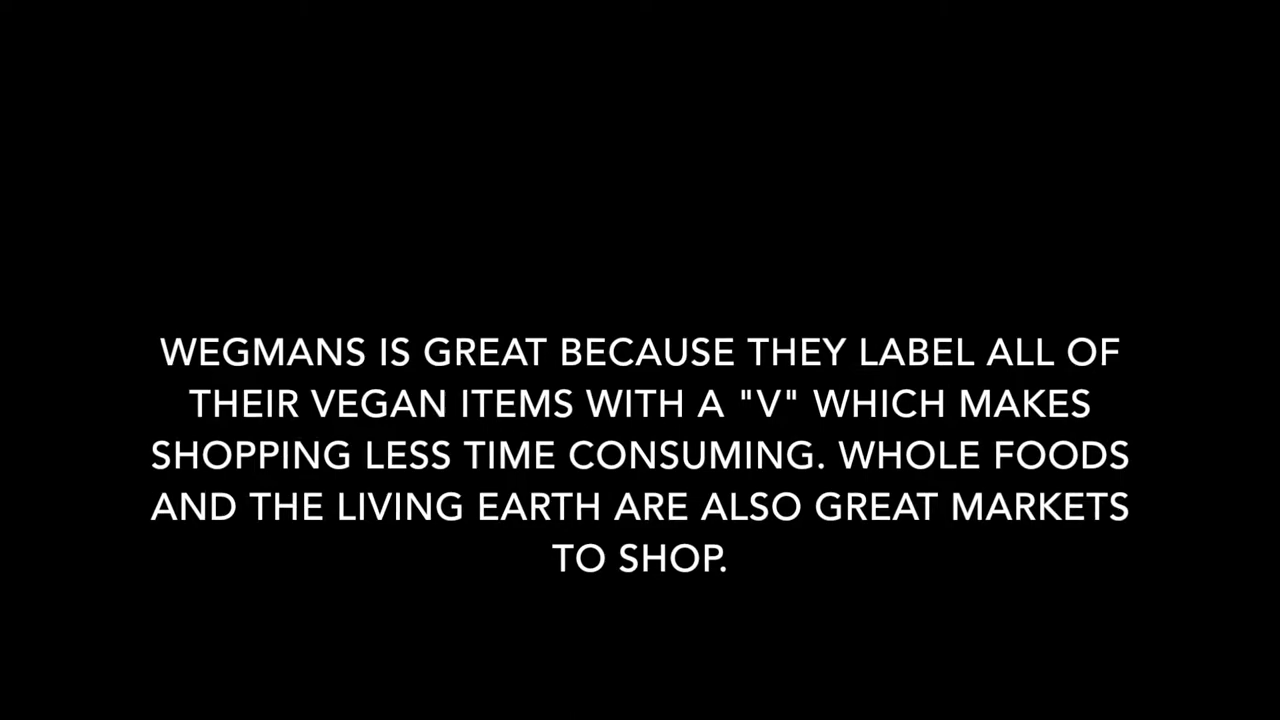 WEGMANS IS GREAT BECAUSE THEY LABEL ALL OF
THEIR VEGAN ITEMS WITH A "V" WHICH MAKES
SHOPPING LESS TIME CONSUMING. WHOLE FOODS
AND THE LIVING EARTH ARE ALSO GREAT MARKETS
TO SHOP.